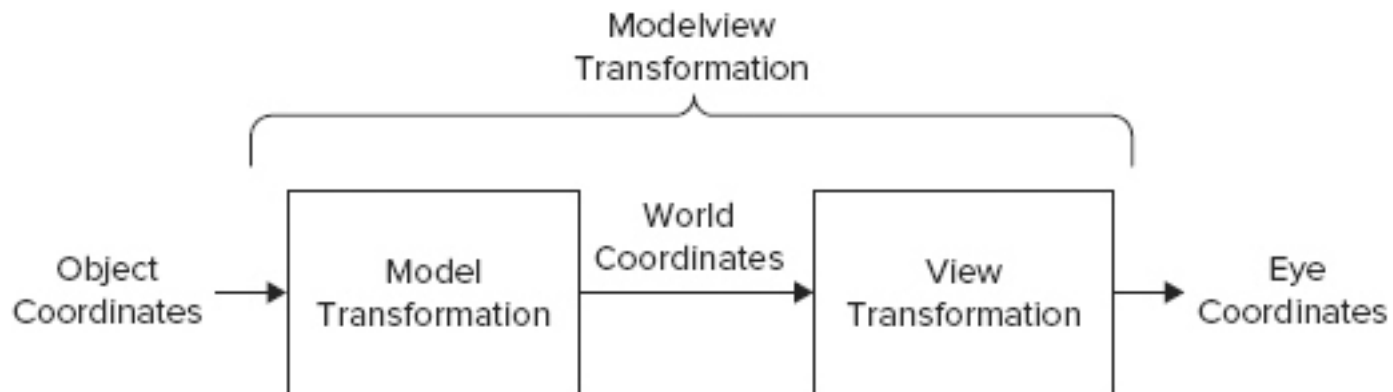 Modelview
Transformation
Object
Coordinates
Model
Transformation
World
Coordinates
View
Transformation
Eye
Coordinates